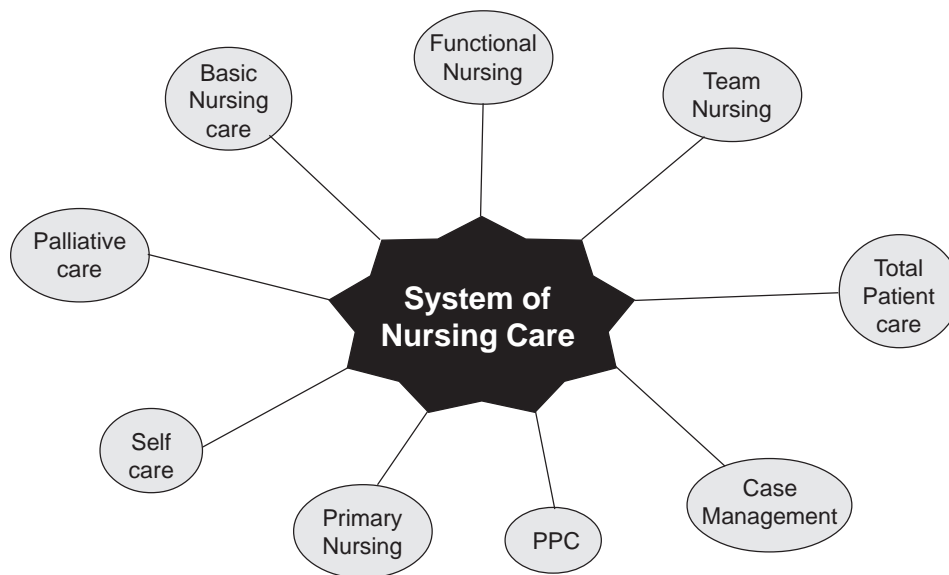 Functional
Nursing
Basic
Nursing
care
Team
Nursing
Palliative
care
Total
Patient
care
System of
Nursing Care
Self
care
Case
Management
Primary
Nursing
PPC